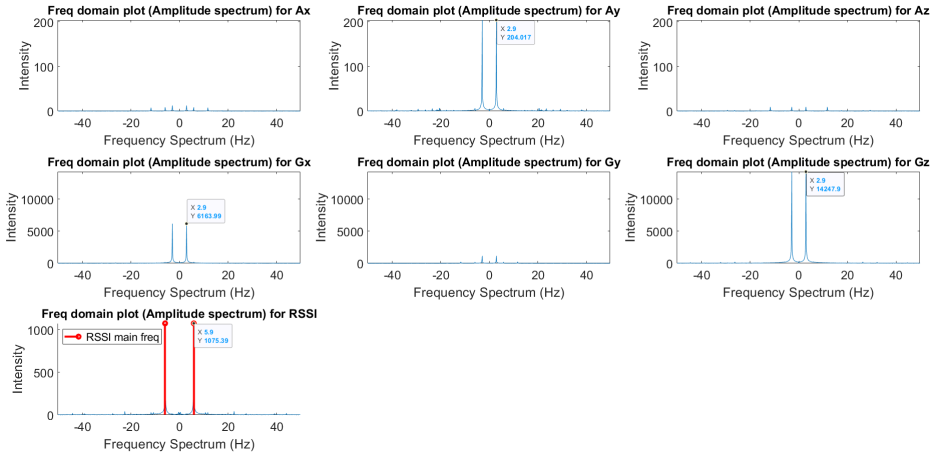 Freq domain plot (Amplitude spectrum) for Ax
200
100
0
Intensity
-40 -20 0 20 40
Frequency Spectrum (Hz)
Freq domain plot (Amplitude spectrum) for Ay
200
100
0
Intensity
X 2.9
Y 204.017
-40 -20 0 20 40
Frequency Spectrum (Hz)
Freq domain plot (Amplitude spectrum) for Az
200
100
0
Intensity
-40 -20 0 20 40
Frequency Spectrum (Hz)
Freq domain plot (Amplitude spectrum) for Gx
10000
5000
0
Intensity
X 2.9
Y 6163.99
-40 -20 0 20 40
Frequency Spectrum (Hz)
Freq domain plot (Amplitude spectrum) for Gy
10000
5000
0
Intensity
-40 -20 0 20 40
Frequency Spectrum (Hz)
Freq domain plot (Amplitude spectrum) for Gz
10000
5000
0
Intensity
X 2.9
Y 14247.9
-40 -20 0 20 40
Frequency Spectrum (Hz)
Freq domain plot (Amplitude spectrum) for RSSI
1000
500
0
Intensity
RSSI main freq
X 5.9
Y 1075.39
-40 -20 0 20 40
Frequency Spectrum (Hz)